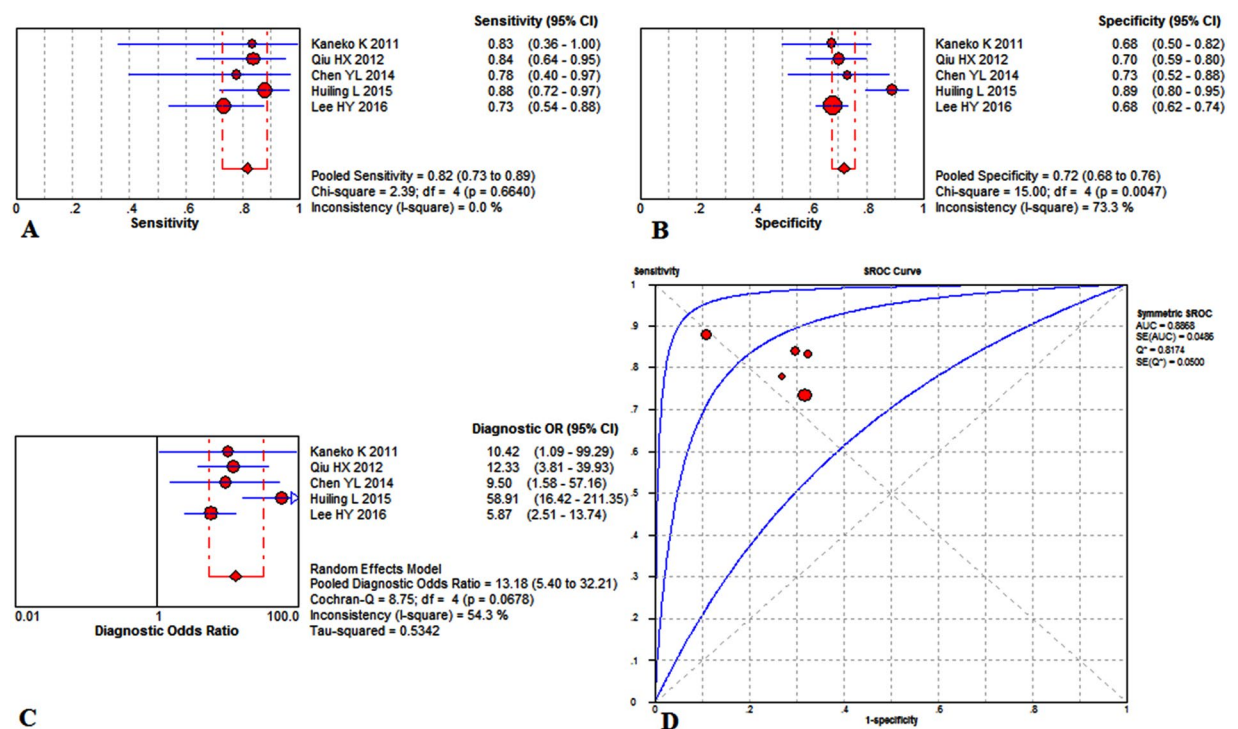 Sensitivity (95% CI)
Kaneko K 2011 0.83 (0.36 - 1.00)
Qiu HX 2012 0.84 (0.64 - 0.95)
Chen YL 2014 0.78 (0.40 - 0.97)
Huiling L 2015 0.88 (0.72 - 0.97)
Lee HY 2016 0.73 (0.54 - 0.88)
Pooled Sensitivity = 0.82 (0.73 to 0.89)
Chi-square = 2.39; df = 4 (p = 0.6640)
Inconsistency (I-square) = 0.0 %
0 .2 .4 .6 .8 1
Sensitivity
A
Specificity (95% CI)
Kaneko K 2011 0.68 (0.50 - 0.82)
Qiu HX 2012 0.70 (0.59 - 0.80)
Chen YL 2014 0.73 (0.52 - 0.88)
Huiling L 2015 0.89 (0.80 - 0.95)
Lee HY 2016 0.68 (0.62 - 0.74)
Pooled Specificity = 0.72 (0.68 to 0.76)
Chi-square = 15.00; df = 4 (p = 0.0047)
Inconsistency (I-square) = 73.3 %
0 .2 .4 .6 .8 1
Specificity
B
Diagnostic OR (95% CI)
Kaneko K 2011 10.42 (1.09 - 99.29)
Qiu HX 2012 12.33 (3.81 - 39.93)
Chen YL 2014 9.50 (1.58 - 57.16)
Huiling L 2015 58.91 (16.42 - 211.35)
Lee HY 2016 5.87 (2.51 - 13.74)
Random Effects Model
Pooled Diagnostic Odds Ratio = 13.18 (5.40 to 32.21)
Cochran-Q = 8.75; df = 4 (p = 0.0678)
Inconsistency (I-square) = 54.3 %
Tau-squared = 0.5342
0.01 1 100.0
Diagnostic Odds Ratio
C
Sensitivity SROC Curve
1
.9
.8
.7
.6
.5
.4
.3
.2
.1
0
0 .2 .4 .6 .8 1
1-specificity
Symmetric SROC
AUC = 0.8868
SE(AUC) = 0.0486
Q* = 0.8174
SE(Q*) = 0.0500
D